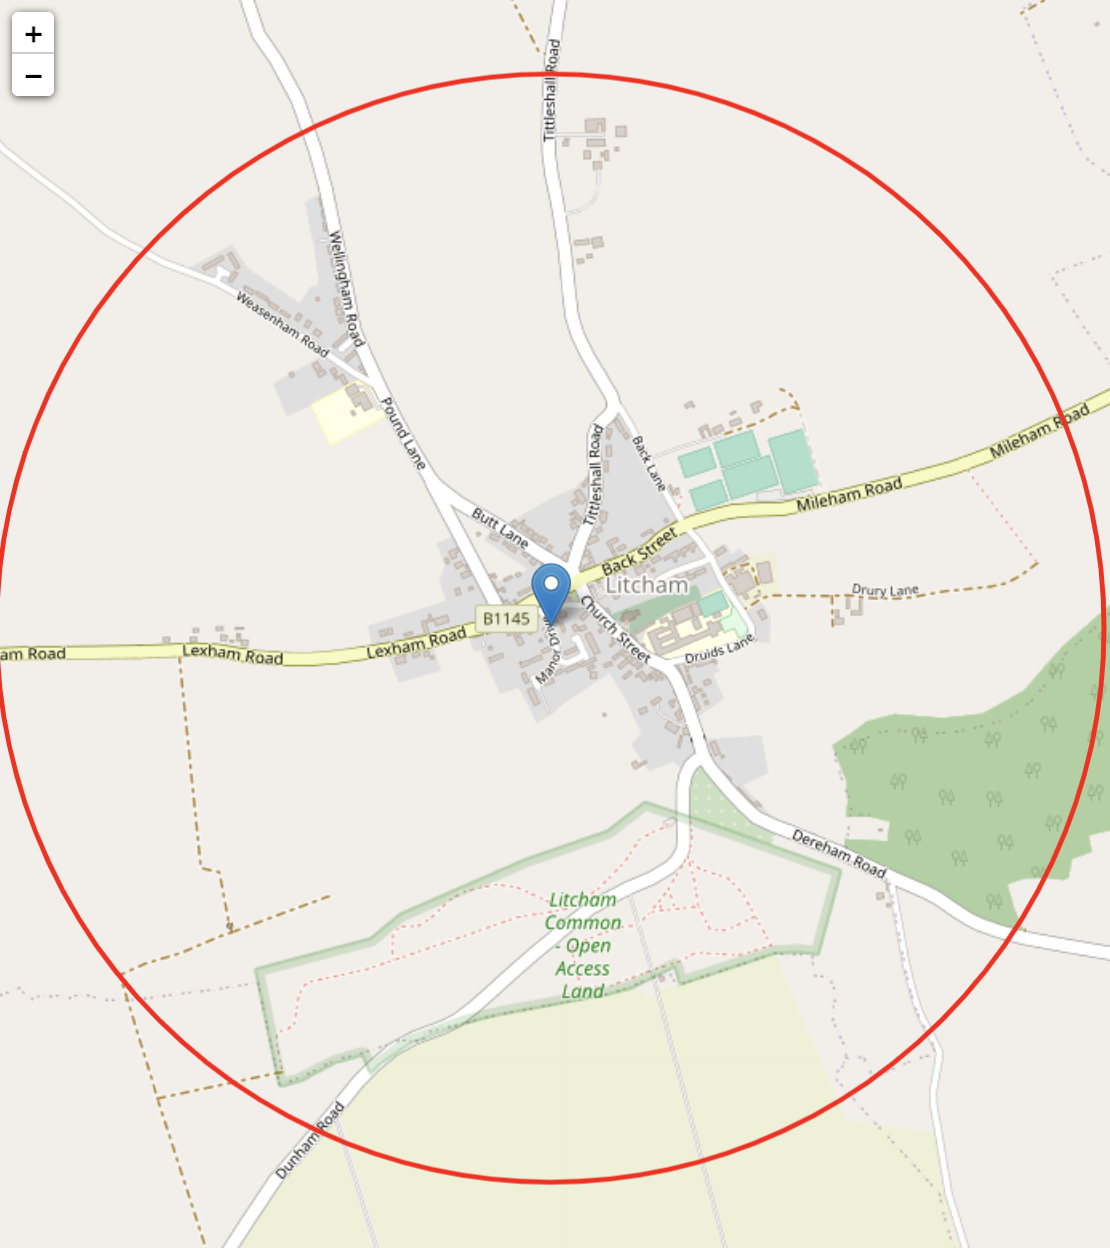 +
−
Tittleshall Road
Wellingham Road
Weasenham Road
Pound Lane
Tittleshall Road
Back Lane
Mileham Road
Mileham Road
Butt Lane
Back Street
Litcham
Drury Lane
B1145
Church Street
Manor Drive
Druids Lane
am Road
Lexham Road
Lexham Road
Dereham Road
Litcham
Common
- Open
Access
Land
Dunham Road